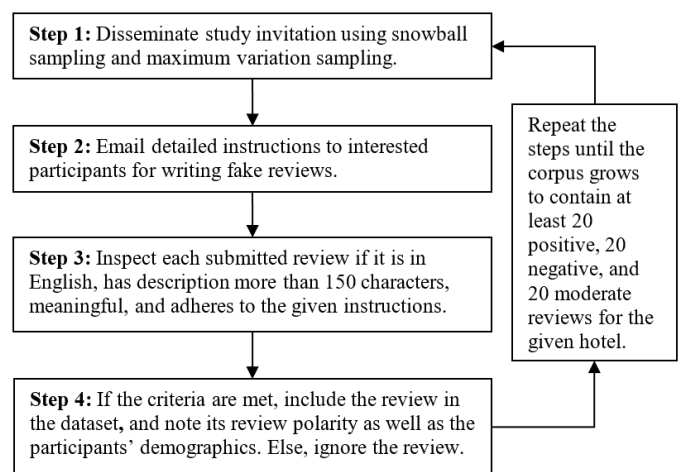 Step 1: Disseminate study invitation using snowball
sampling and maximum variation sampling.
Step 2: Email detailed instructions to interested
participants for writing fake reviews.
Step 3: Inspect each submitted review if it is in
English, has description more than 150 characters,
meaningful, and adheres to the given instructions.
Step 4: If the criteria are met, include the review in
the dataset, and note its review polarity as well as the
participants’ demographics. Else, ignore the review.
Repeat the
steps until the
corpus grows
to contain at
least 20
positive, 20
negative, and
20 moderate
reviews for the
given hotel.